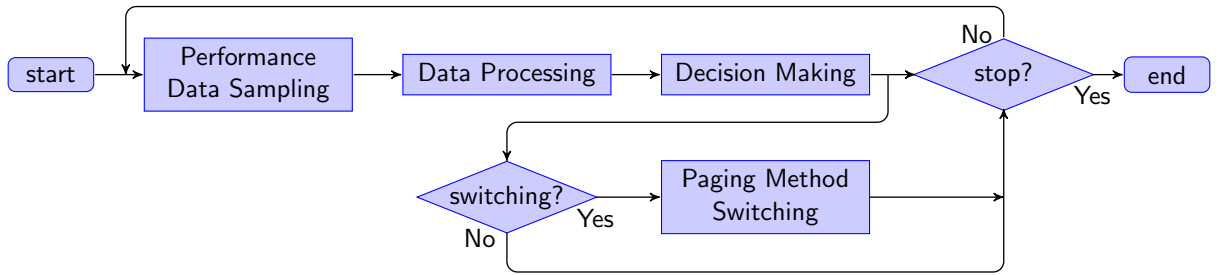 No
start
Performance
Data Sampling
Data Processing
Decision Making
stop?
Yes
end
switching?
Yes
No
Paging Method
Switching